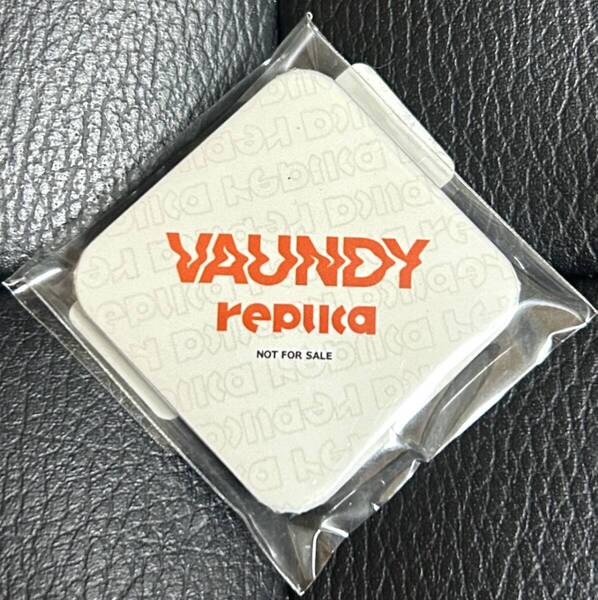 VAUNDY
replica
NOT FOR SALE